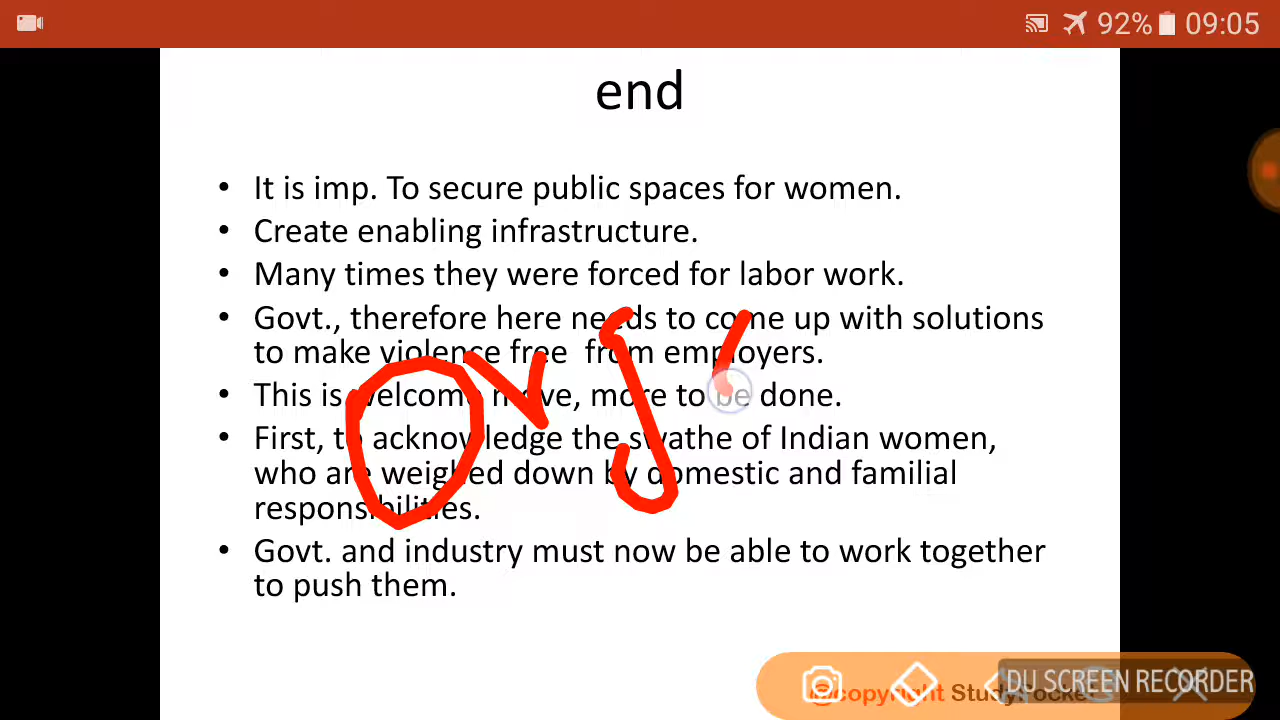 92% 09:05
end
• It is imp. To secure public spaces for women.
• Create enabling infrastructure.
• Many times they were forced for labor work.
• Govt., therefore here needs to come up with solutions
to make violence free from employers.
• This is welcome move, more to be done.
• First, to acknowledge the swathe of Indian women,
who are weighed down by domestic and familial
responsibilities.
• Govt. and industry must now be able to work together
to push them.
DU SCREEN RECORDER
@copyright